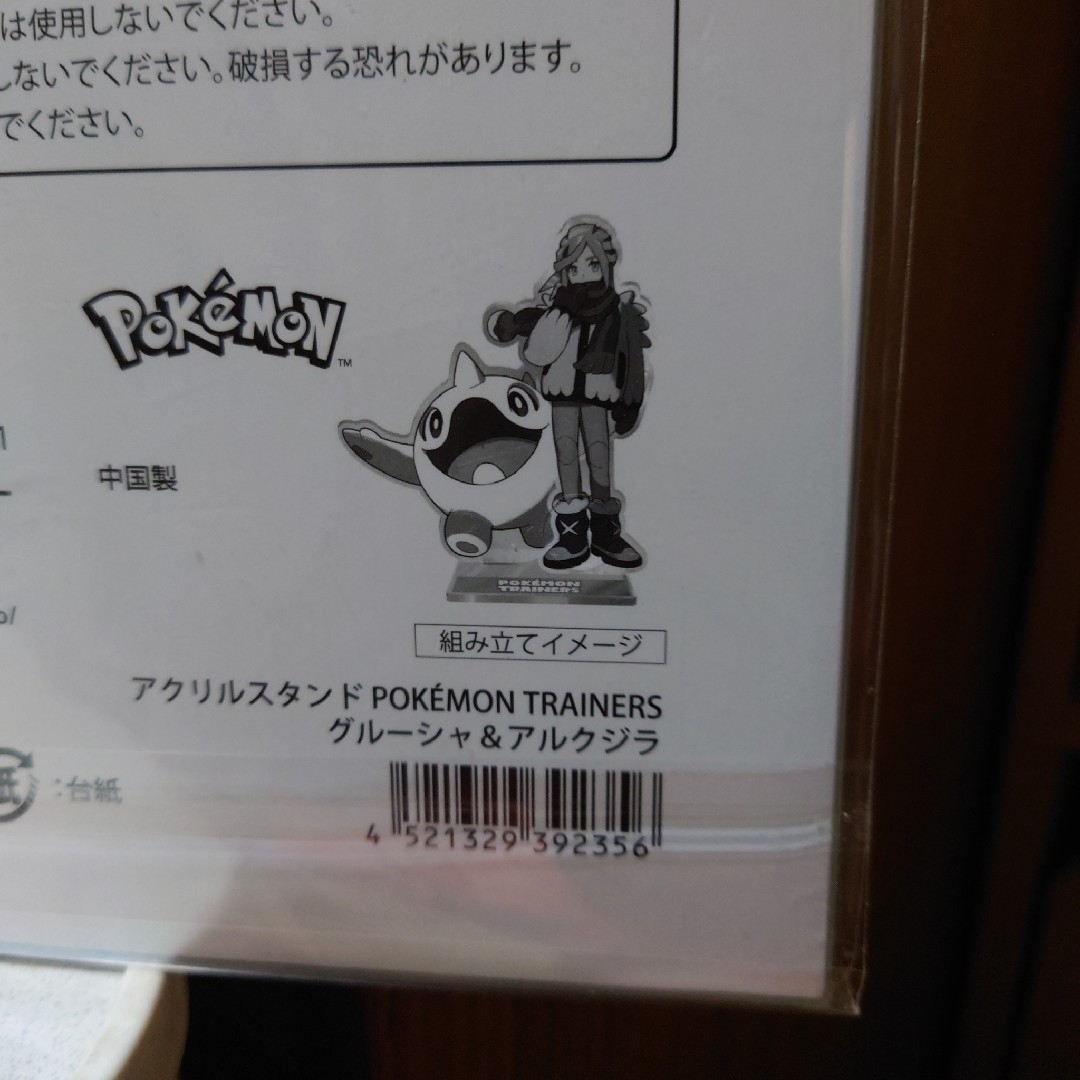 は使用しないでください。
しないでください。破損する恐れがあります。
でください。
POKÉMON™
中国製
POKÉMON
TRAINERS
組み立てイメージ
アクリルスタンド POKÉMON TRAINERS
グルーシャ&アルクジラ
紙 :台紙
4 521329 392356